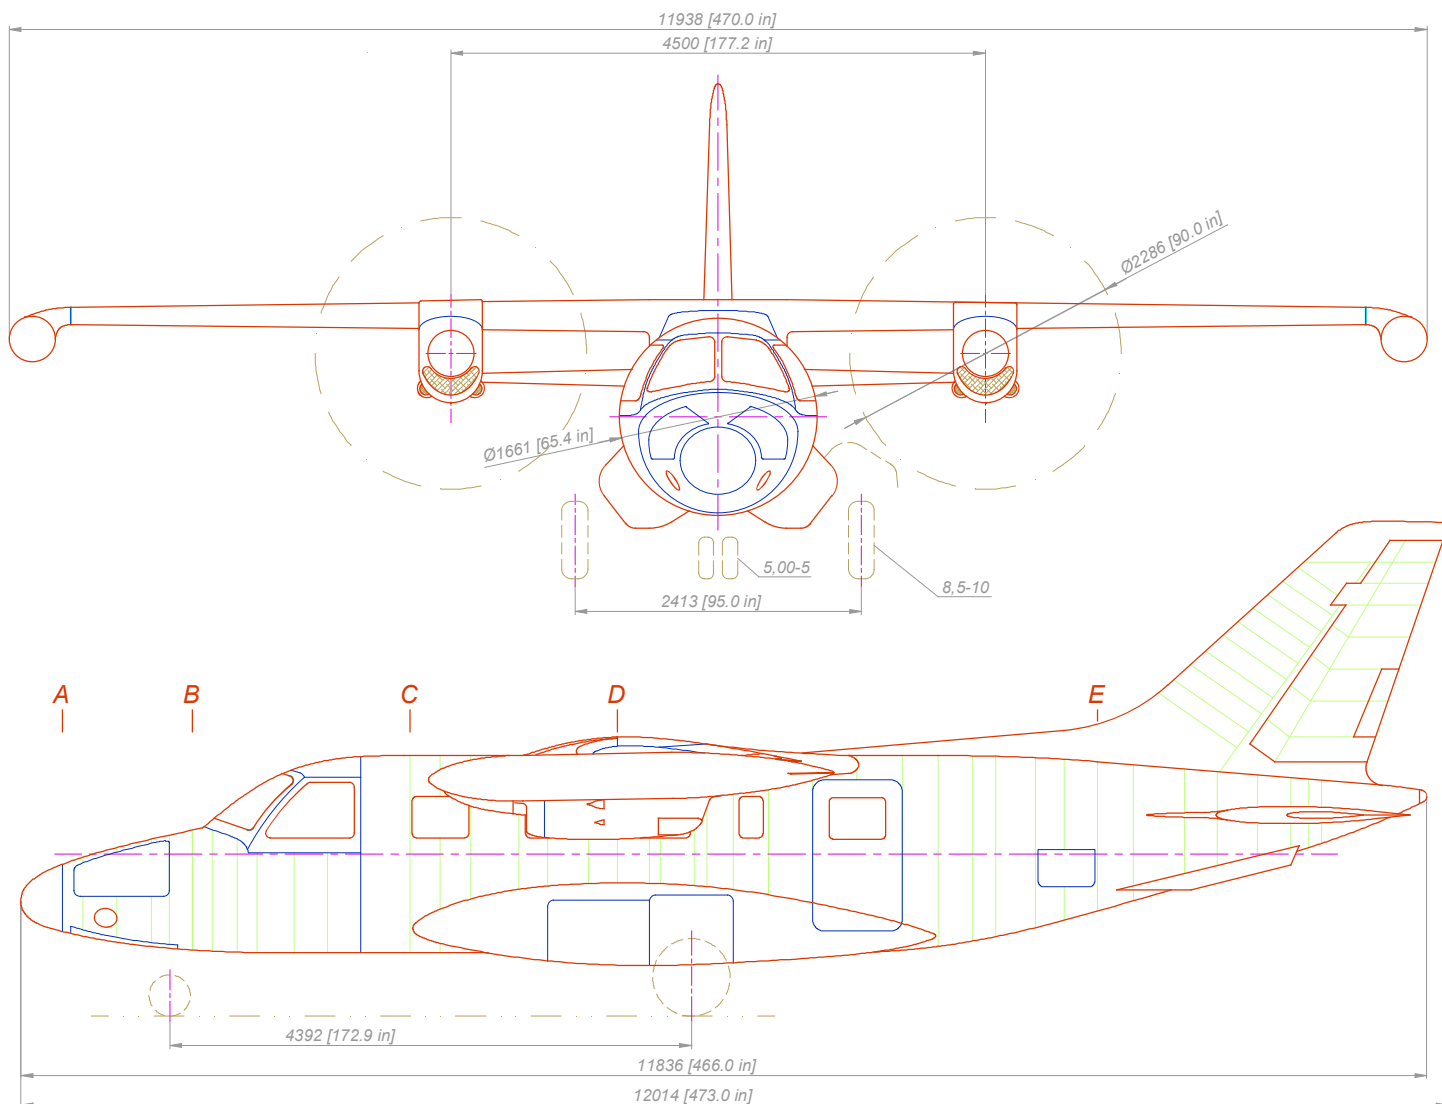 11938 [470.0 in]
4500 [177.2 in]
Ø2286 [90.0 in]
Ø1661 [65.4 in]
5,00-5
8,5-10
2413 [95.0 in]
A B C D E
4392 [172.9 in]
11836 [466.0 in]
12014 [473.0 in]